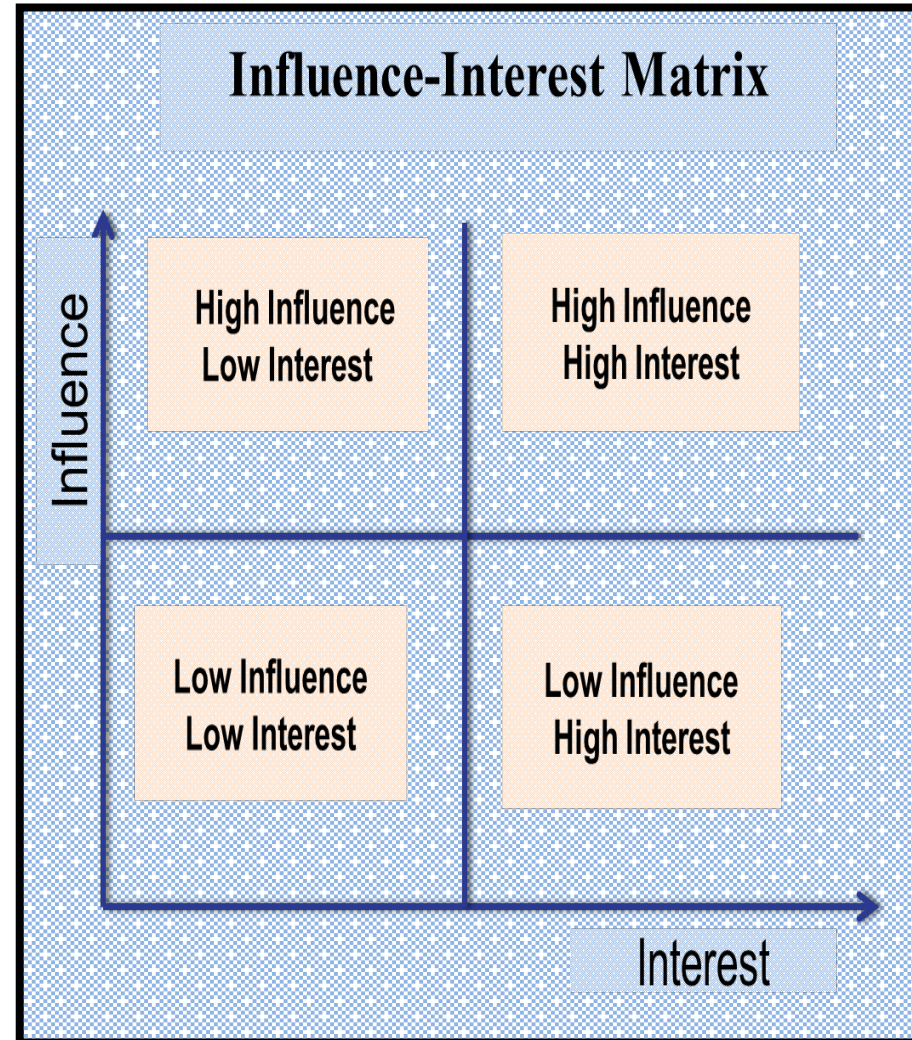 Influence-Interest Matrix
Influence
High Influence
Low Interest
High Influence
High Interest
Low Influence
Low Interest
Low Influence
High Interest
Interest